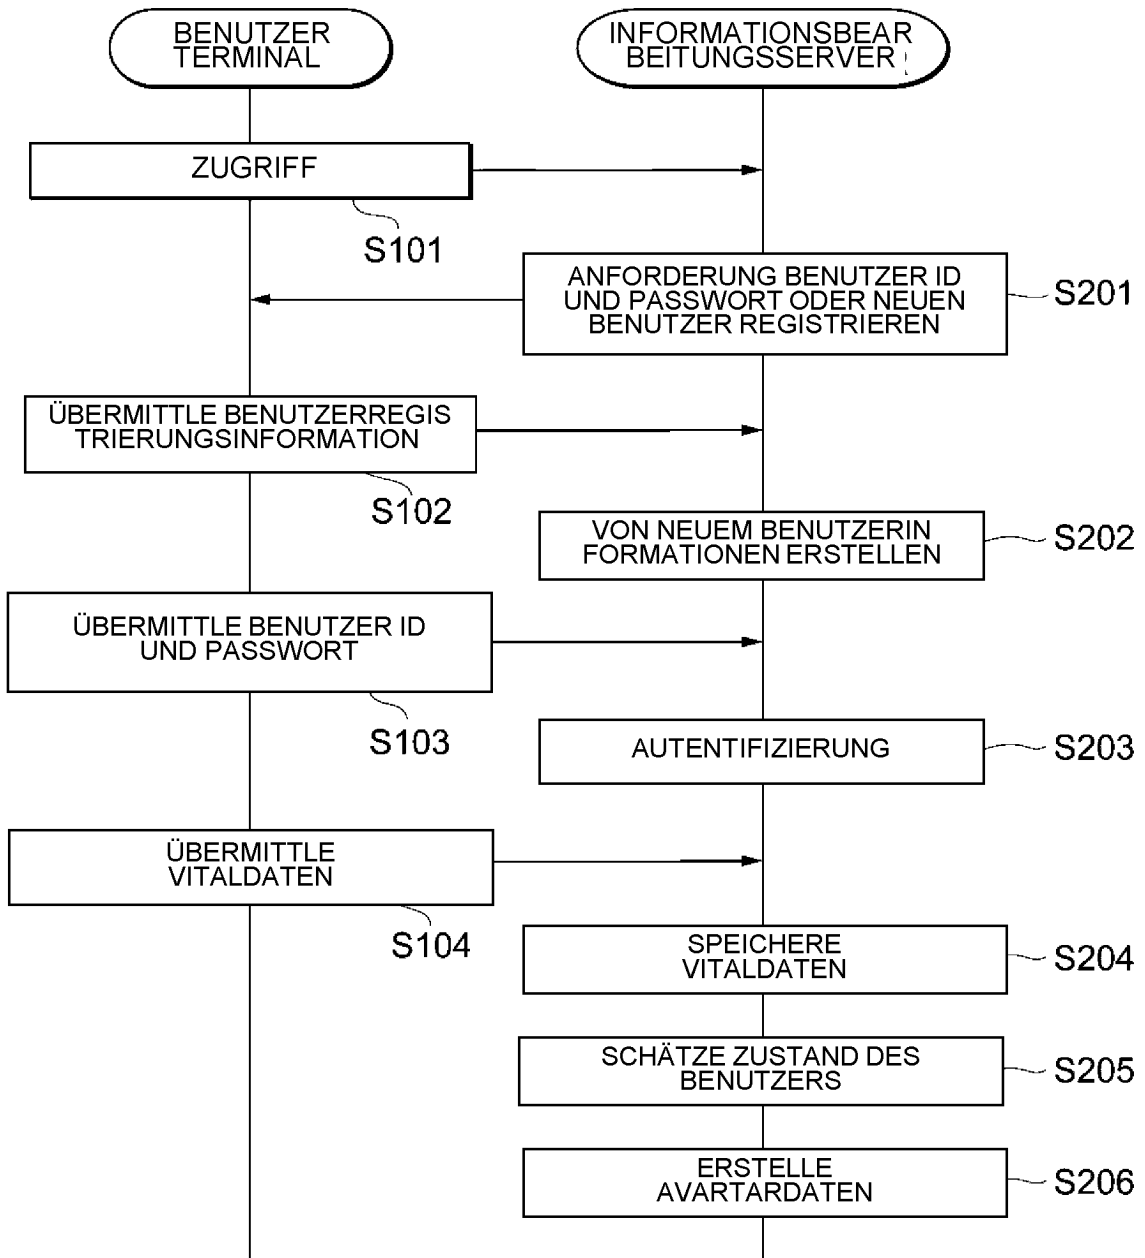 BENUTZER
TERMINAL
INFORMATIONSBEAR
BEITUNGSSERVER
ZUGRIFF
S101
ANFORDERUNG BENUTZER ID
UND PASSWORT ODER NEUEN
BENUTZER REGISTRIEREN
S201
ÜBERMITTLE BENUTZERREGIS
TRIERUNGSINFORMATION
S102
VON NEUEM BENUTZERIN
FORMATIONEN ERSTELLEN
S202
ÜBERMITTLE BENUTZER ID
UND PASSWORT
S103
AUTENTIFIZIERUNG
S203
ÜBERMITTLE
VITALDATEN
S104
SPEICHERE
VITALDATEN
S204
SCHÄTZE ZUSTAND DES
BENUTZERS
S205
ERSTELLE
AVARTARDATEN
S206